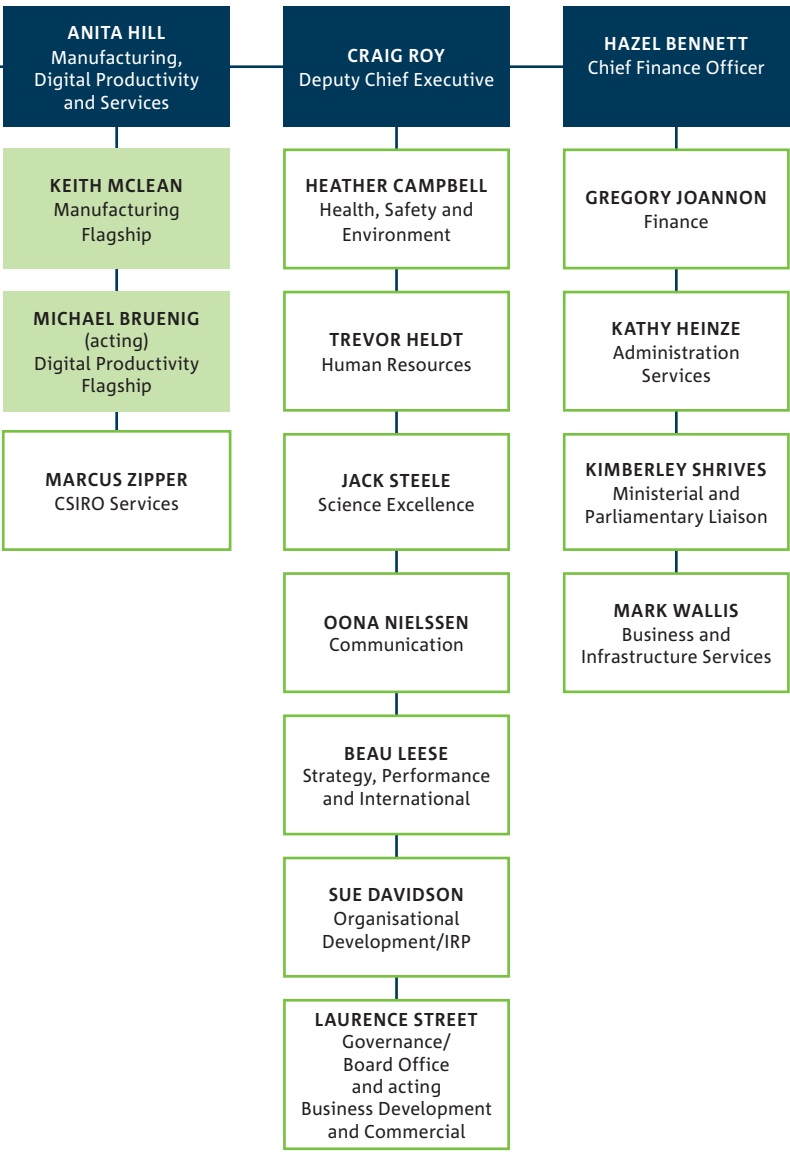 ANITA HILL
Manufacturing,
Digital Productivity
and Services
KEITH MCLEAN
Manufacturing
Flagship
MICHAEL BRUENIG
(acting)
Digital Productivity
Flagship
MARCUS ZIPPER
CSIRO Services
CRAIG ROY
Deputy Chief Executive
HEATHER CAMPBELL
Health, Safety and
Environment
TREVOR HELDT
Human Resources
JACK STEELE
Science Excellence
OONA NIELSSEN
Communication
BEAU LEESE
Strategy, Performance
and International
SUE DAVIDSON
Organisational
Development/IRP
LAURENCE STREET
Governance/
Board Office
and acting
Business Development
and Commercial
HAZEL BENNETT
Chief Finance Officer
GREGORY JOANNON
Finance
KATHY HEINZE
Administration
Services
KIMBERLEY SHRIVES
Ministerial and
Parliamentary Liaison
MARK WALLIS
Business and
Infrastructure Services